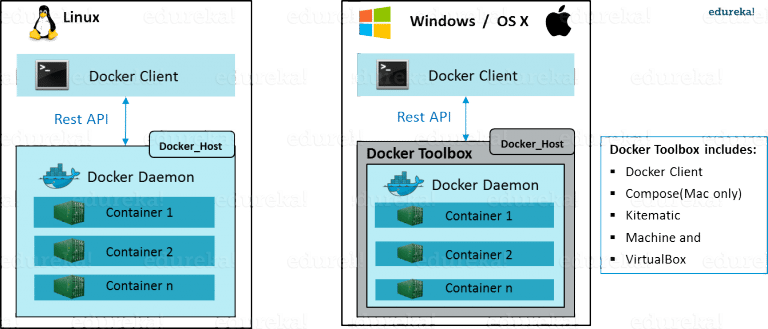 Linux
Docker Client
Rest API
Docker_Host
Docker Daemon
Container 1
Container 2
Container n
Windows / OS X
Docker Client
Rest API
Docker_Host
Docker Toolbox
Docker Daemon
Container 1
Container 2
Container n
edureka!
Docker Toolbox includes:
▪ Docker Client
▪ Compose(Mac only)
▪ Kitematic
▪ Machine and
▪ VirtualBox